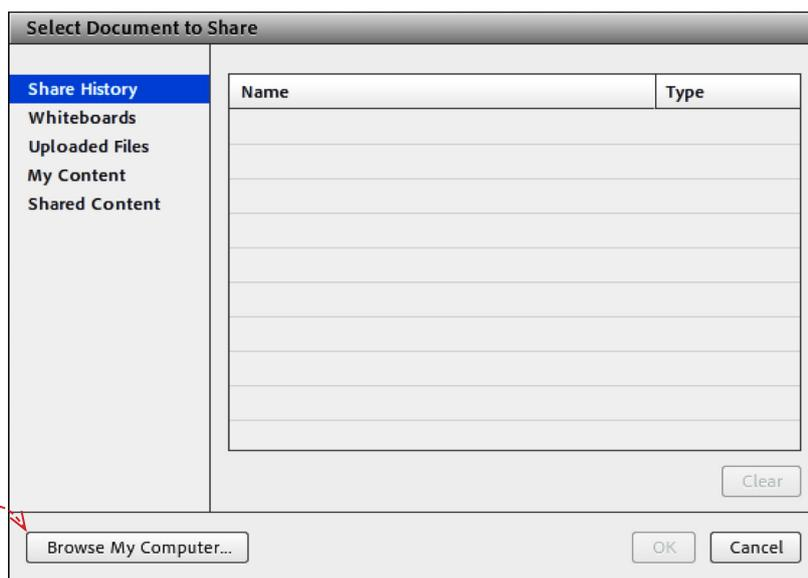 Select Document to Share
Share History
Whiteboards
Uploaded Files
My Content
Shared Content
Name Type
Clear
Browse My Computer... OK Cancel